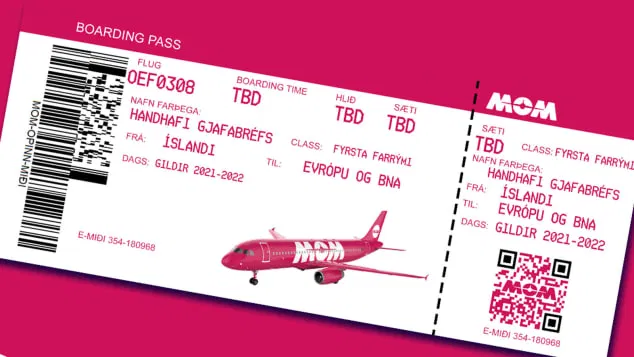 BOARDING PASS
MOM-OPINN-MIÐI
FLUG
OEF0308
BOARDING TIME
TBD
HLIÐ
TBD
SÆTI
TBD
NAFN FARÞEGA:
HANDHAFI GJAFABRÉFS
FRÁ: ÍSLANDI
CLASS: FYRSTA FARRÝMI
DAGS: GILDIR 2021-2022
TIL: EVRÓPU OG BNA
E-MIÐI 354-180968
MOM
MOM
SÆTI
TBD
CLASS: FYRSTA FARRÝMI
NAFN FARÞEGA:
HANDHAFI GJAFABRÉFS
FRÁ: ÍSLANDI
TIL: EVRÓPU OG BNA
DAGS: GILDIR 2021-2022
MOM
E-MIÐI 354-180968